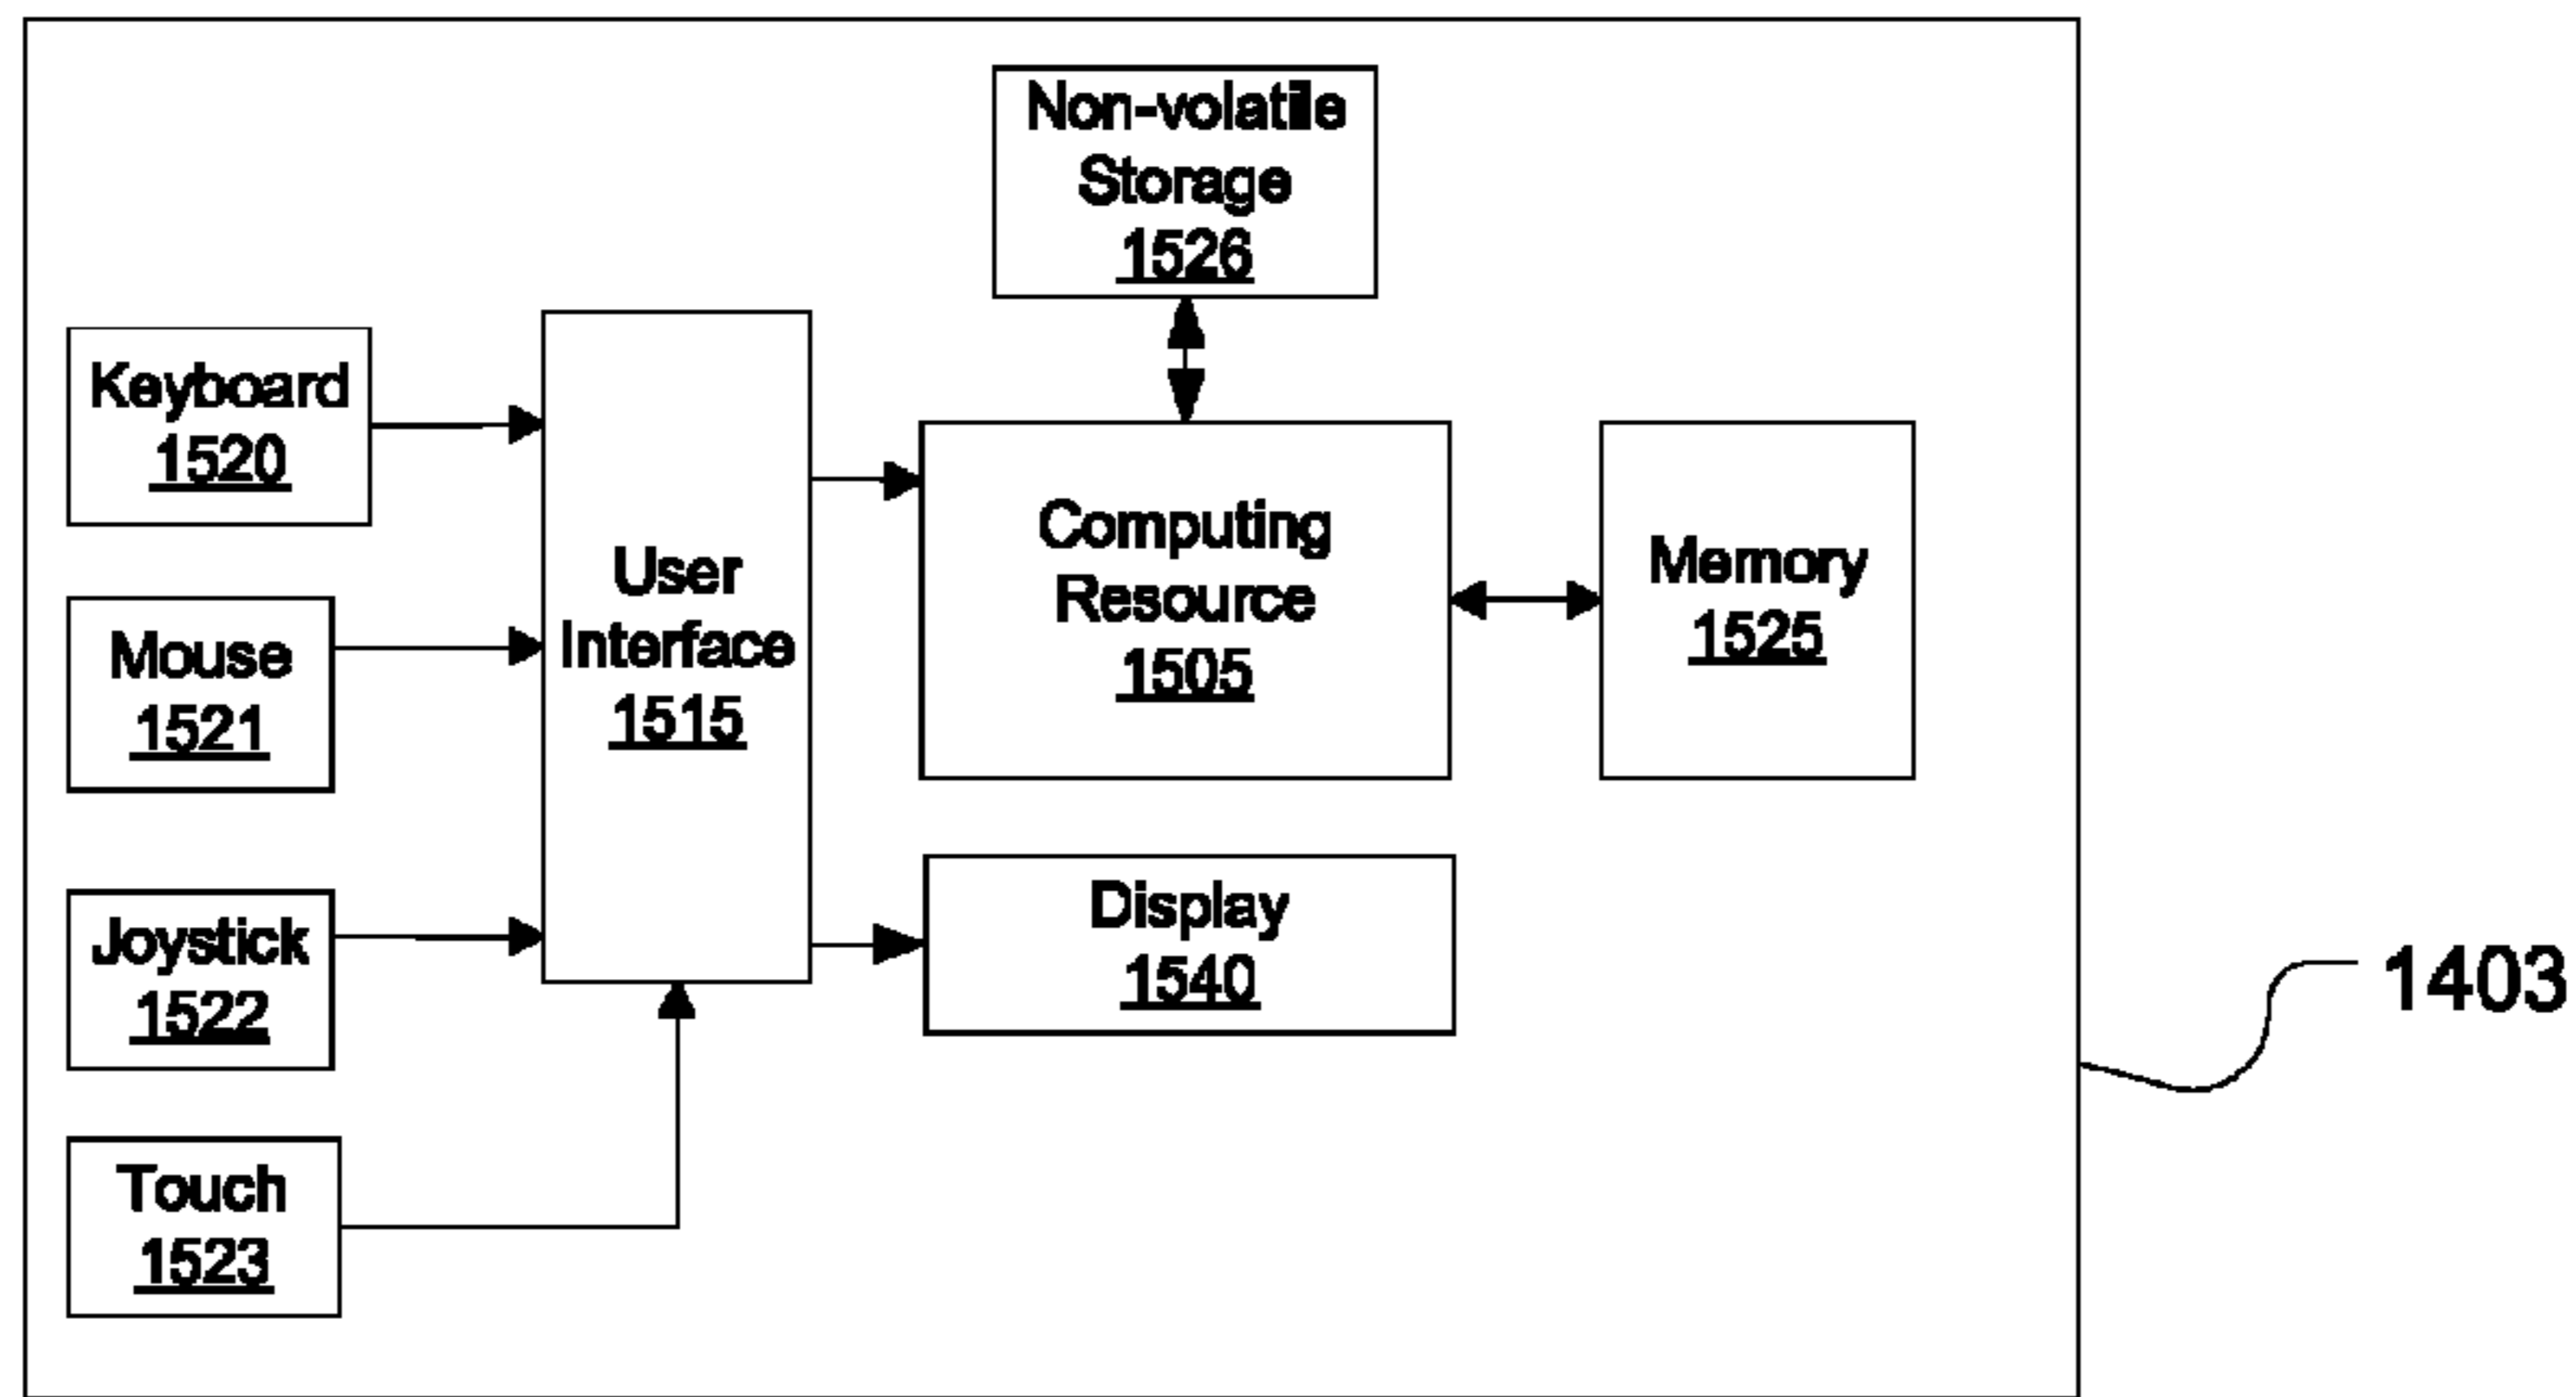 Non-volatile
Storage
1526
Keyboard
1520
Mouse
1521
Joystick
1522
Touch
1523
User
Interface
1515
Computing
Resource
1505
Memory
1525
Display
1540
1403